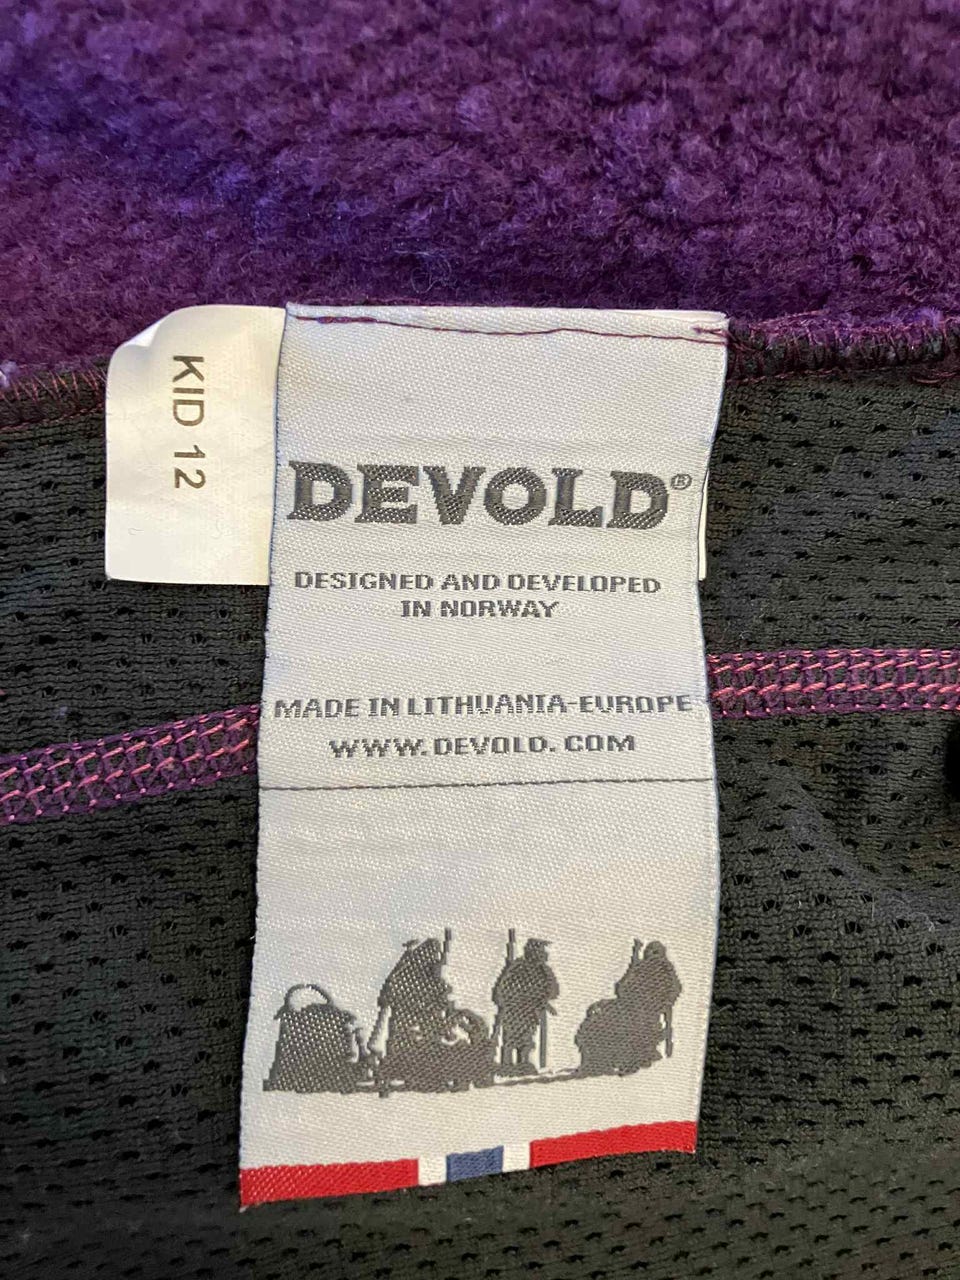 KID 12
DEVOLD®
DESIGNED AND DEVELOPED
IN NORWAY
MADE IN LITHUANIA-EUROPE
WWW.DEVOLD.COM